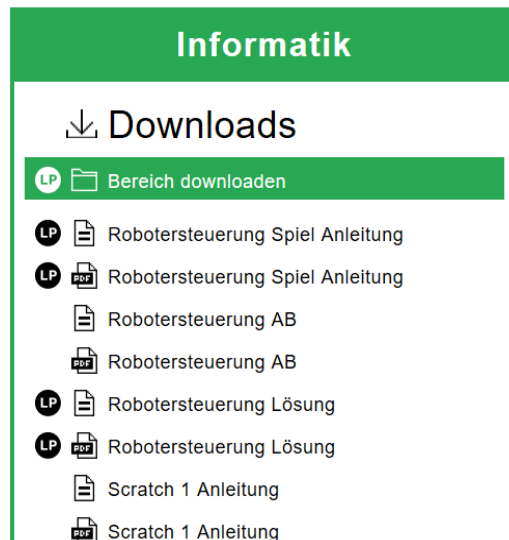 Informatik
Downloads
LP Bereich downloaden
LP Robotersteuerung Spiel Anleitung
LP PDF Robotersteuerung Spiel Anleitung
Robotersteuerung AB
PDF Robotersteuerung AB
LP Robotersteuerung Lösung
LP PDF Robotersteuerung Lösung
Scratch 1 Anleitung
PDF Scratch 1 Anleitung